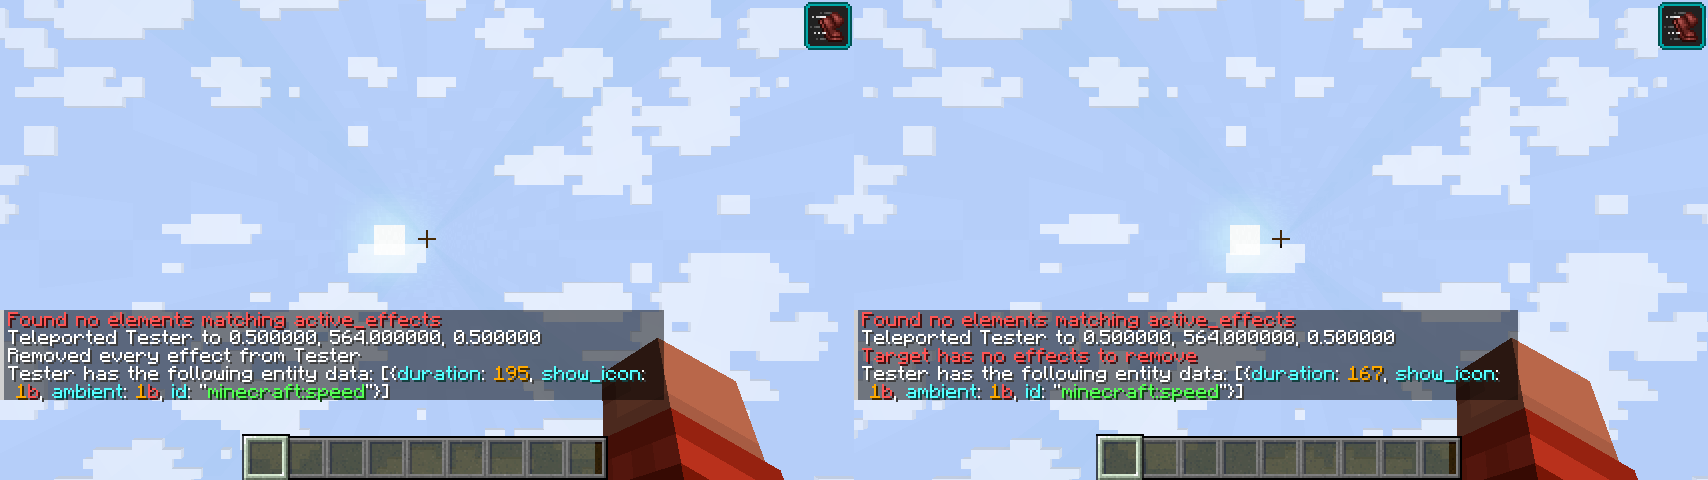 Found no elements matching active_effects
Teleported Tester to 0.500000, 564.000000, 0.500000
Removed every effect from Tester
Tester has the following entity data: [{duration: 195, show_icon:
1b, ambient: 1b, id: "minecraft:speed"}]
Found no elements matching active_effects
Teleported Tester to 0.500000, 564.000000, 0.500000
Target has no effects to remove
Tester has the following entity data: [{duration: 167, show_icon:
1b, ambient: 1b, id: "minecraft:speed"}]